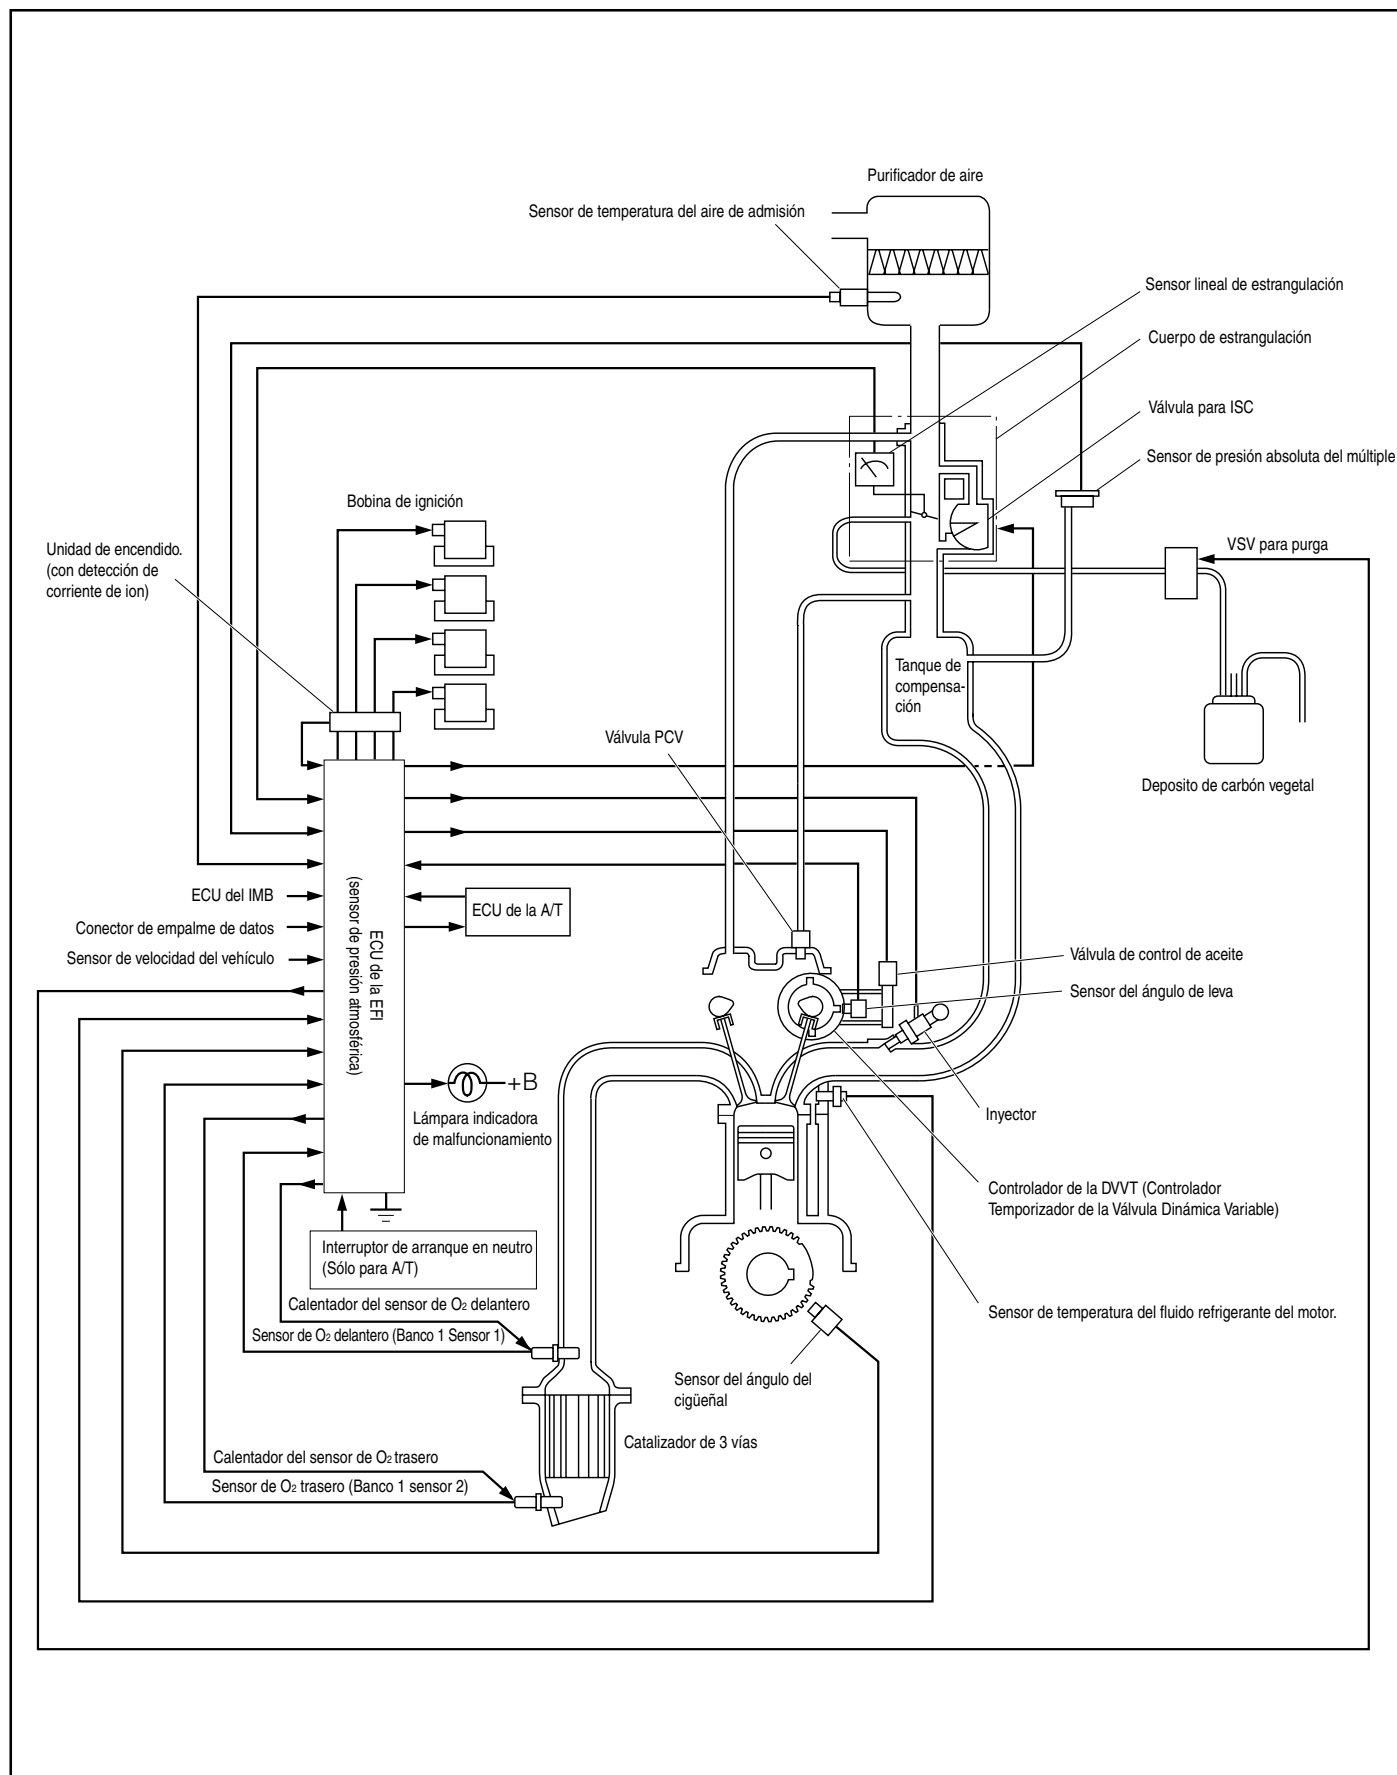 Purificador de aire
Sensor de temperatura del aire de admisión
Sensor lineal de estrangulación
Cuerpo de estrangulación
Válvula para ISC
Sensor de presión absoluta del múltiple
Bobina de ignición
Unidad de encendido.
(con detección de
corriente de ion)
VSV para purga
Tanque de
compensa-
ción
Válvula PCV
Deposito de carbón vegetal
ECU del IMB
ECU de la A/T
Conector de empalme de datos
Sensor de velocidad del vehículo
ECU de la EFI
(sensor de presión atmosférica)
Válvula de control de aceite
Sensor del ángulo de leva
+B
Lámpara indicadora
de malfuncionamiento
Inyector
Controlador de la DVVT (Controlador
Temporizador de la Válvula Dinámica Variable)
Interruptor de arranque en neutro
(Sólo para A/T)
Calentador del sensor de O₂ delantero
Sensor de O₂ delantero (Banco 1 Sensor 1)
Sensor de temperatura del fluido refrigerante del motor.
Sensor del ángulo del
cigüeñal
Catalizador de 3 vías
Calentador del sensor de O₂ trasero
Sensor de O₂ trasero (Banco 1 sensor 2)